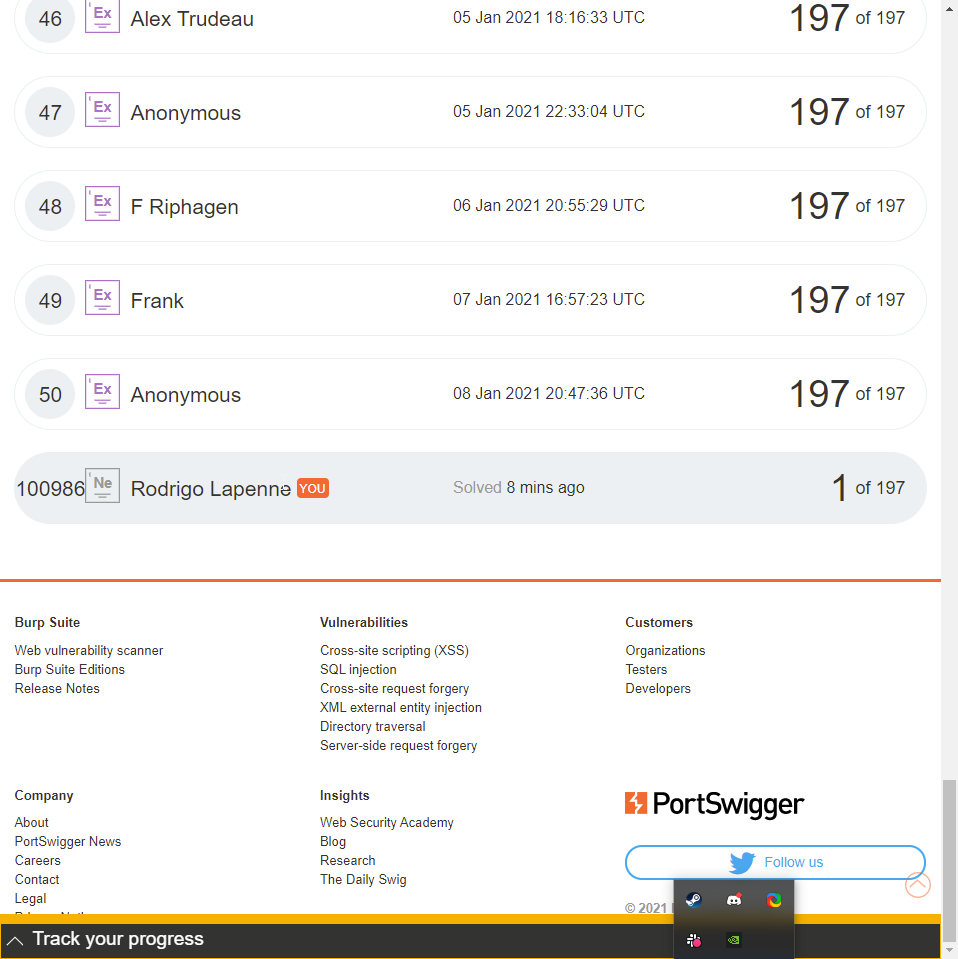 46 Ex Alex Trudeau 05 Jan 2021 18:16:33 UTC 197 of 197
47 Ex Anonymous 05 Jan 2021 22:33:04 UTC 197 of 197
48 Ex F Riphagen 06 Jan 2021 20:55:29 UTC 197 of 197
49 Ex Frank 07 Jan 2021 16:57:23 UTC 197 of 197
50 Ex Anonymous 08 Jan 2021 20:47:36 UTC 197 of 197
100986 Ne Rodrigo Lapenne YOU Solved 8 mins ago 1 of 197
Burp Suite
Web vulnerability scanner
Burp Suite Editions
Release Notes
Vulnerabilities
Cross-site scripting (XSS)
SQL injection
Cross-site request forgery
XML external entity injection
Directory traversal
Server-side request forgery
Customers
Organizations
Testers
Developers
Company
About
PortSwigger News
Careers
Contact
Legal
Insights
Web Security Academy
Blog
Research
The Daily Swig
PortSwigger
Follow us
© 2021
Track your progress